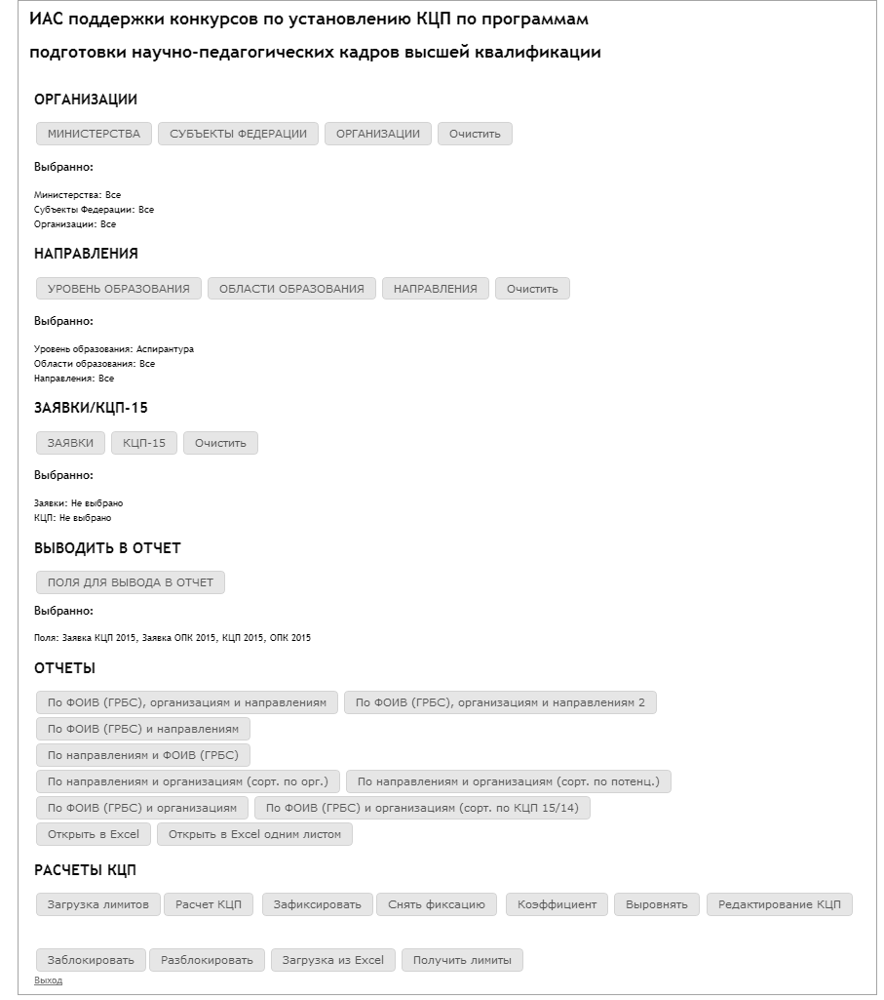 ИАС поддержки конкурсов по установлению КЦП по программам
подготовки научно-педагогических кадров высшей квалификации
ОРГАНИЗАЦИИ
МИНИСТЕРСТВА СУБЪЕКТЫ ФЕДЕРАЦИИ ОРГАНИЗАЦИИ Очистить
Выбранно:
Министерства: Все
Субъекты Федерации: Все
Организации: Все
НАПРАВЛЕНИЯ
УРОВЕНЬ ОБРАЗОВАНИЯ ОБЛАСТИ ОБРАЗОВАНИЯ НАПРАВЛЕНИЯ Очистить
Выбранно:
Уровень образования: Аспирантура
Области образования: Все
Направления: Все
ЗАЯВКИ/КЦП-15
ЗАЯВКИ КЦП-15 Очистить
Выбранно:
Заявки: Не выбрано
КЦП: Не выбрано
ВЫВОДИТЬ В ОТЧЕТ
ПОЛЯ ДЛЯ ВЫВОДА В ОТЧЕТ
Выбранно:
Поля: Заявка КЦП 2015, Заявка ОПК 2015, КЦП 2015, ОПК 2015
ОТЧЕТЫ
По ФОИВ (ГРБС), организациям и направлениям По ФОИВ (ГРБС), организациям и направлениям 2
По ФОИВ (ГРБС) и направлениям
По направлениям и ФОИВ (ГРБС)
По направлениям и организациям (сорт. по орг.) По направлениям и организациям (сорт. по потенц.)
По ФОИВ (ГРБС) и организациям По ФОИВ (ГРБС) и организациям (сорт. по КЦП 15/14)
Открыть в Excel Открыть в Excel одним листом
РАСЧЕТЫ КЦП
Загрузка лимитов Расчет КЦП Зафиксировать Снять фиксацию Коэффициент Выровнять Редактирование КЦП
Заблокировать Разблокировать Загрузка из Excel Получить лимиты
Выход